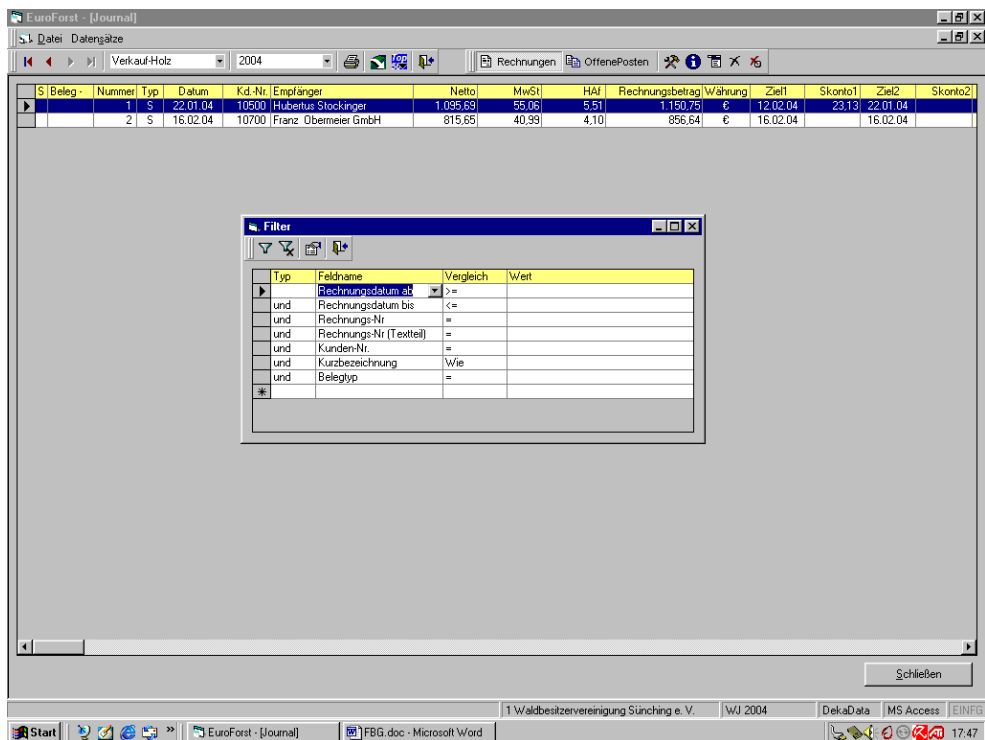 EuroForst - [Journal]
Datei Datensätze
Verkauf-Holz 2004 Rechnungen OffenePosten
S Beleg - Nummer Typ Datum Kd.-Nr. Empfänger Netto MwSt HAf Rechnungsbetrag Währung Ziel1 Skonto1 Ziel2 Skonto2
1 S 22.01.04 10500 Hubertus Stockinger 1.095,69 55,06 5,51 1.150,75 € 12.02.04 23,13 22.01.04
2 S 16.02.04 10700 Franz Obermeier GmbH 815,65 40,99 4,10 856,64 € 16.02.04 16.02.04
Filter
Typ Feldname Vergleich Wert
Rechnungsdatum ab >=
und Rechnungsdatum bis <=
und Rechnungs-Nr =
und Rechnungs-Nr (Textteil) =
und Kunden-Nr. =
und Kurzbezeichnung Wie
und Belegtyp =
Schließen
1 Waldbesitzervereinigung Sünching e. V. WJ 2004 DekaData MS Access EINFG
Start » EuroForst - [Journal] FBG.doc - Microsoft Word 17:47